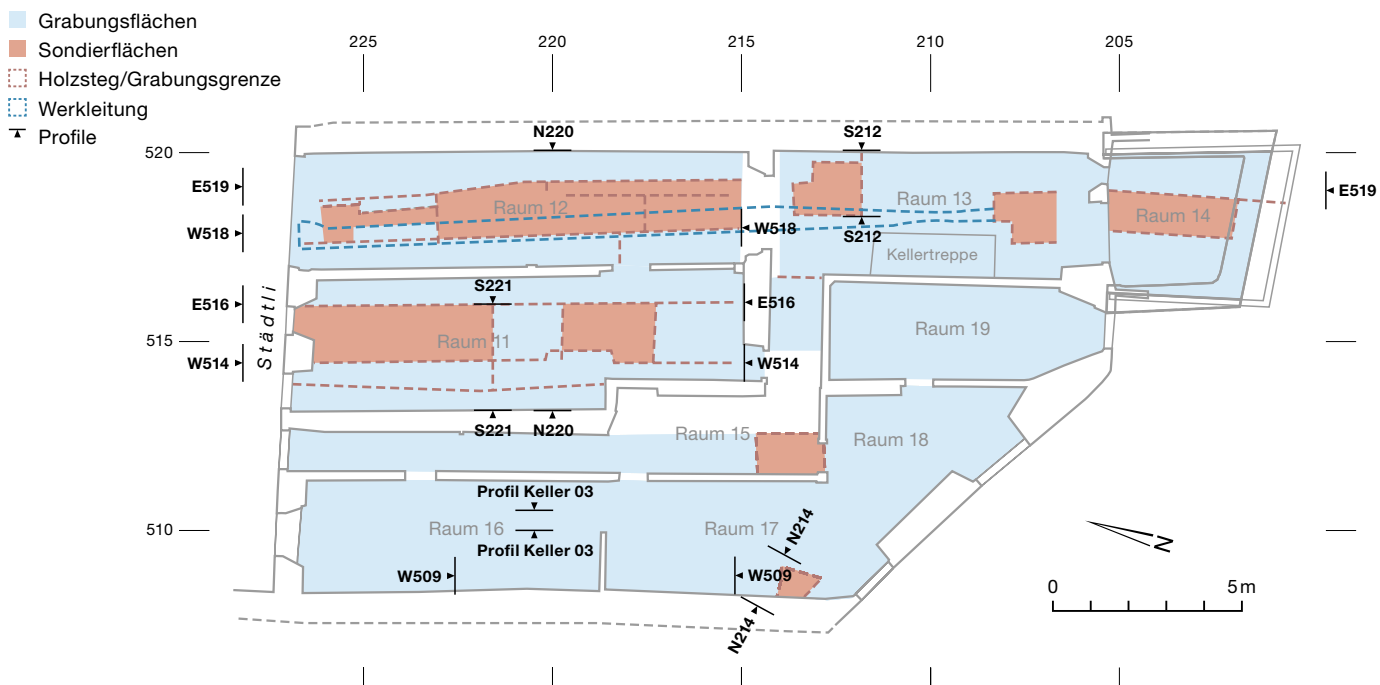 Grabungsflächen
Sondierflächen
Holzsteg/Grabungsgrenze
Werkleitung
Profile
225 220 215 210 205
N220 S212
520
E519 E519
Raum 12 Raum 13 Raum 14
W518 W518 S212
Kellertreppe
S221
E516 E516
Städtli
515 Raum 11 Raum 19
W514 W514
S221 N220 Raum 15 Raum 18
Profil Keller 03
510 Raum 16 Raum 17 N214
Profil Keller 03
W509 W509
N214
N
0 5 m